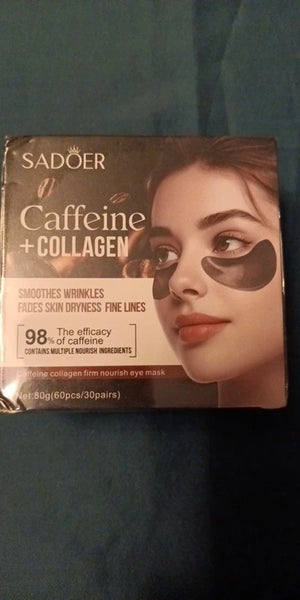 SADOER
Caffeine
+ COLLAGEN
SMOOTHES WRINKLES
FADES SKIN DRYNESS FINE LINES
98% The efficacy
of caffeine
CONTAINS MULTIPLE NOURISH INGREDIENTS
Caffeine collagen firm nourish eye mask
Net:80g(60pcs/30pairs)